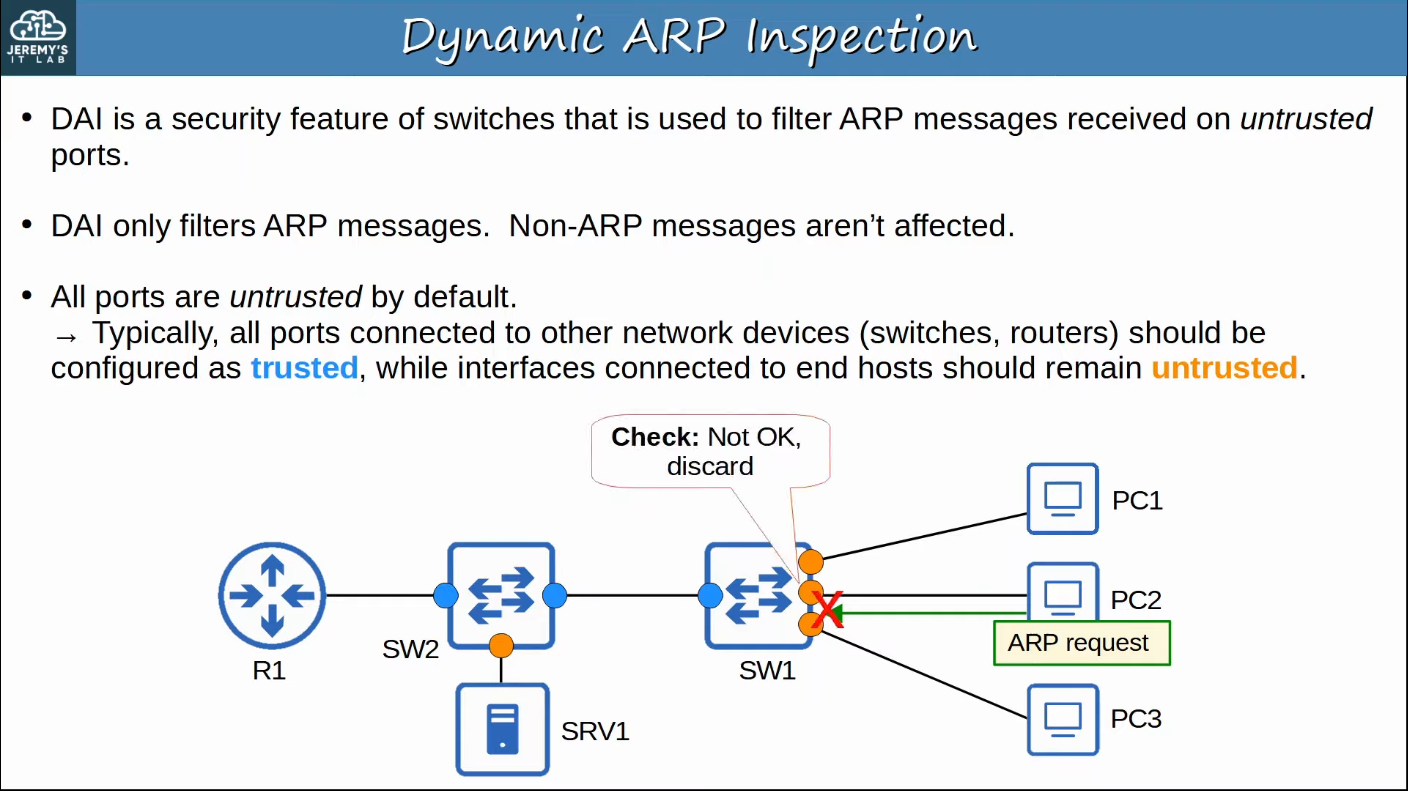 JEREMY'S
IT LAB
Dynamic ARP Inspection
• DAI is a security feature of switches that is used to filter ARP messages received on untrusted
ports.
• DAI only filters ARP messages.  Non-ARP messages aren’t affected.
• All ports are untrusted by default.
→ Typically, all ports connected to other network devices (switches, routers) should be
configured as trusted, while interfaces connected to end hosts should remain untrusted.
Check: Not OK,
discard
PC1
PC2
ARP request
SW2
R1
SW1
PC3
SRV1